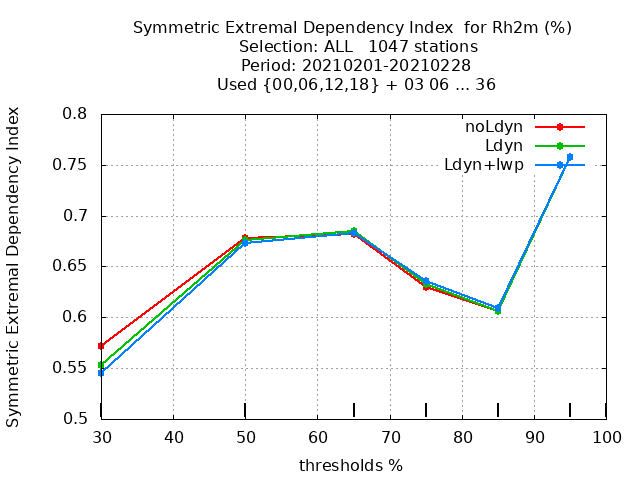 Symmetric Extremal Dependency Index  for Rh2m (%)
Selection: ALL   1047 stations
Period: 20210201-20210228
Used {00,06,12,18} + 03 06 ... 36
Symmetric Extremal Dependency Index
0.8
0.75
0.7
0.65
0.6
0.55
0.5
noLdyn
Ldyn
Ldyn+lwp
30 40 50 60 70 80 90 100
thresholds %